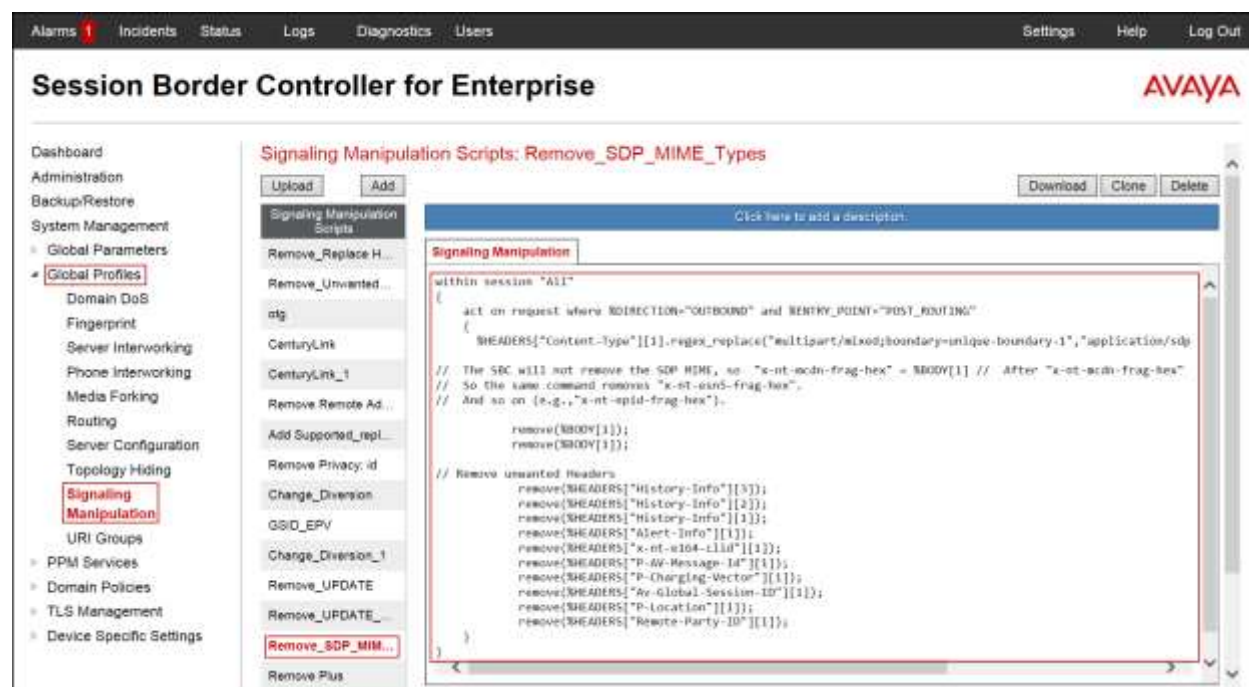 Alarms 1 Incidents Status Logs Diagnostics Users Settings Help Log Out
Session Border Controller for Enterprise
AVAYA
Dashboard
Administration
Backup/Restore
System Management
Global Parameters
Global Profiles
Domain DoS
Fingerprint
Server Interworking
Phone Interworking
Media Forking
Routing
Server Configuration
Topology Hiding
Signaling
Manipulation
URI Groups
PPM Services
Domain Policies
TLS Management
Device Specific Settings
Signaling Manipulation Scripts: Remove_SDP_MIME_Types
Upload Add Download Clone Delete
Signaling Manipulation
Scripts
Remove_Replace H...
Remove_Unwanted...
CenturyLink
CenturyLink_1
Remove Remote Ad...
Add Supported_repl...
Remove Privacy: id
Change_Diversion
GSID_EPV
Change_Diversion_1
Remove_UPDATE
Remove_UPDATE_...
Remove_SDP_MIM...
Remove Plus
Click here to add a description.
Signaling Manipulation
within session "All"
{
act on request where %DIRECTION="OUTBOUND" and %ENTRY_POINT="POST_ROUTING"
{
%HEADERS["Content-Type"][1].regex_replace("multipart/mixed;boundary=unique-boundary-1","application/sdp
// The SBC will not remove the SDP MIME, so "x-nt-mcdn-frag-hex" = %BODY[1] // After "x-nt-mcdn-frag-hex"
// So the same command removes "x-nt-esn5-frag-hex".
// And so on (e.g.,"x-nt-epid-frag-hex").
remove(%BODY[1]);
remove(%BODY[1]);
// Remove unwanted Headers
remove(%HEADERS["History-Info"][3]);
remove(%HEADERS["History-Info"][2]);
remove(%HEADERS["History-Info"][1]);
remove(%HEADERS["Alert-Info"][1]);
remove(%HEADERS["x-nt-e164-clid"][1]);
remove(%HEADERS["P-AV-Message-Id"][1]);
remove(%HEADERS["P-Charging-Vector"][1]);
remove(%HEADERS["Av-Global-Session-ID"][1]);
remove(%HEADERS["P-Location"][1]);
remove(%HEADERS["Remote-Party-ID"][1]);
}
}